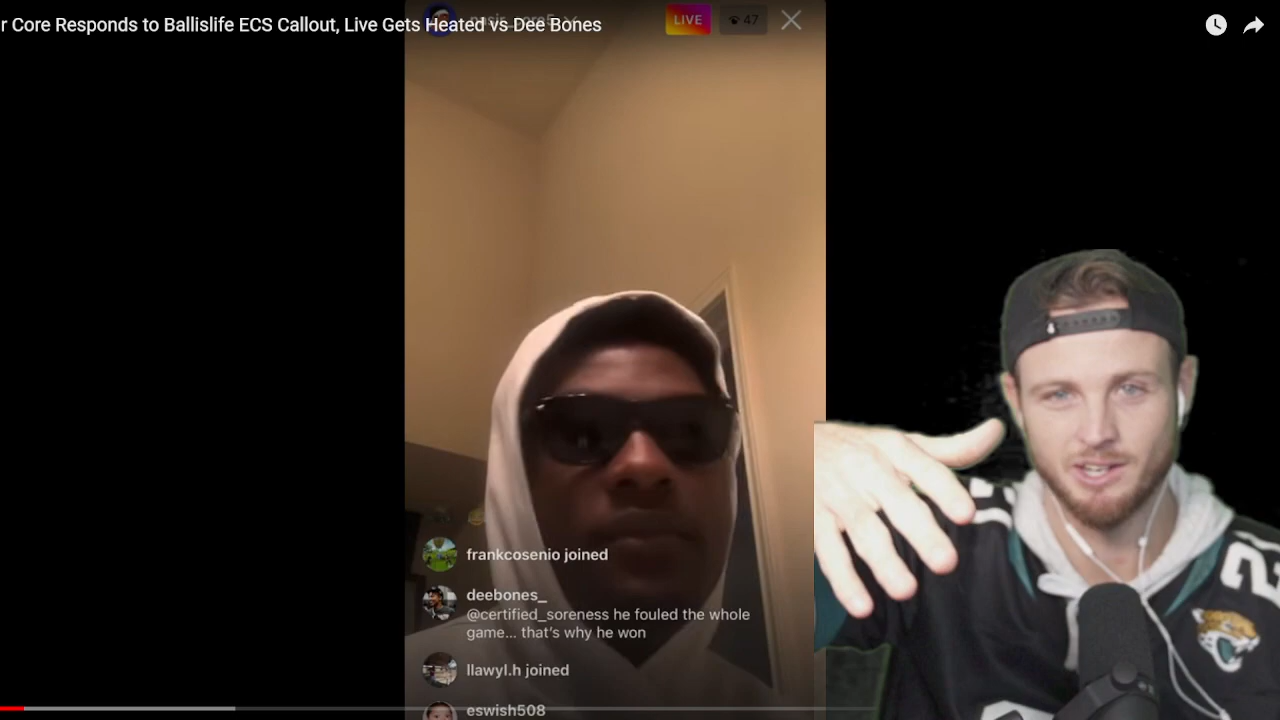 r Core Responds to Ballislife ECS Callout, Live Gets Heated vs Dee Bones
LIVE
47
frankcosenio joined
deebones_
@certified_soreness he fouled the whole
game... that's why he won
llawyl.h joined
eswish508